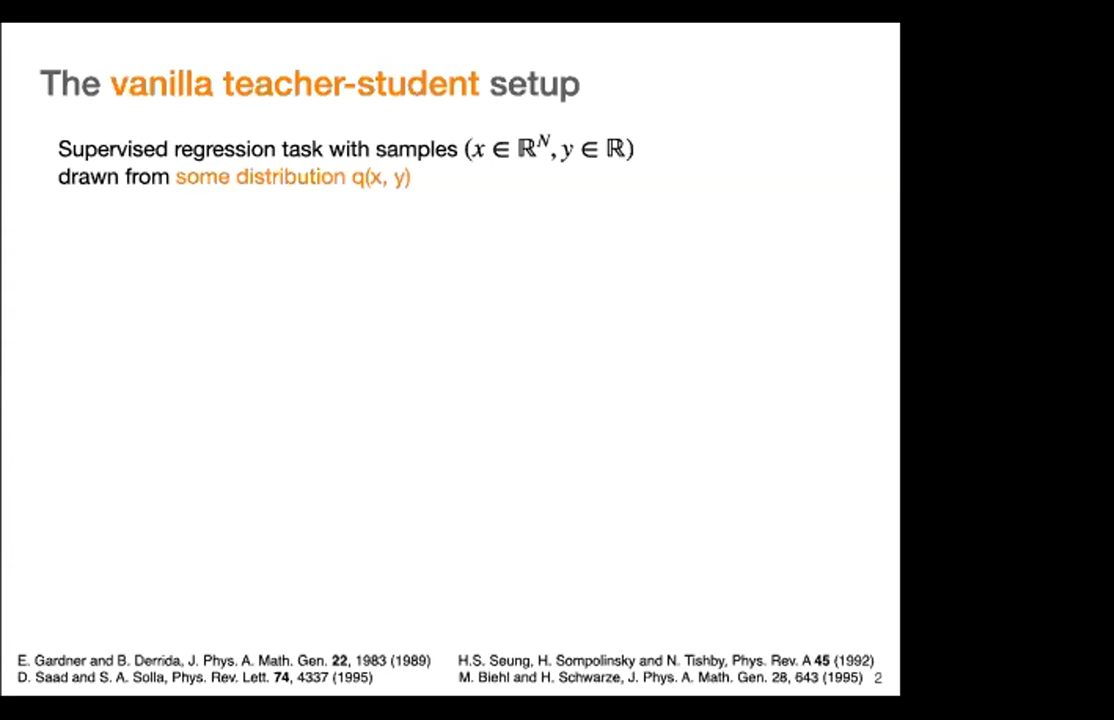 The vanilla teacher-student setup
Supervised regression task with samples (x ∈ ℝᴺ, y ∈ ℝ)
drawn from some distribution q(x, y)
E. Gardner and B. Derrida, J. Phys. A. Math. Gen. 22, 1983 (1989)
D. Saad and S. A. Solla, Phys. Rev. Lett. 74, 4337 (1995)
H.S. Seung, H. Sompolinsky and N. Tishby, Phys. Rev. A 45 (1992)
M. Biehl and H. Schwarze, J. Phys. A. Math. Gen. 28, 643 (1995) 2